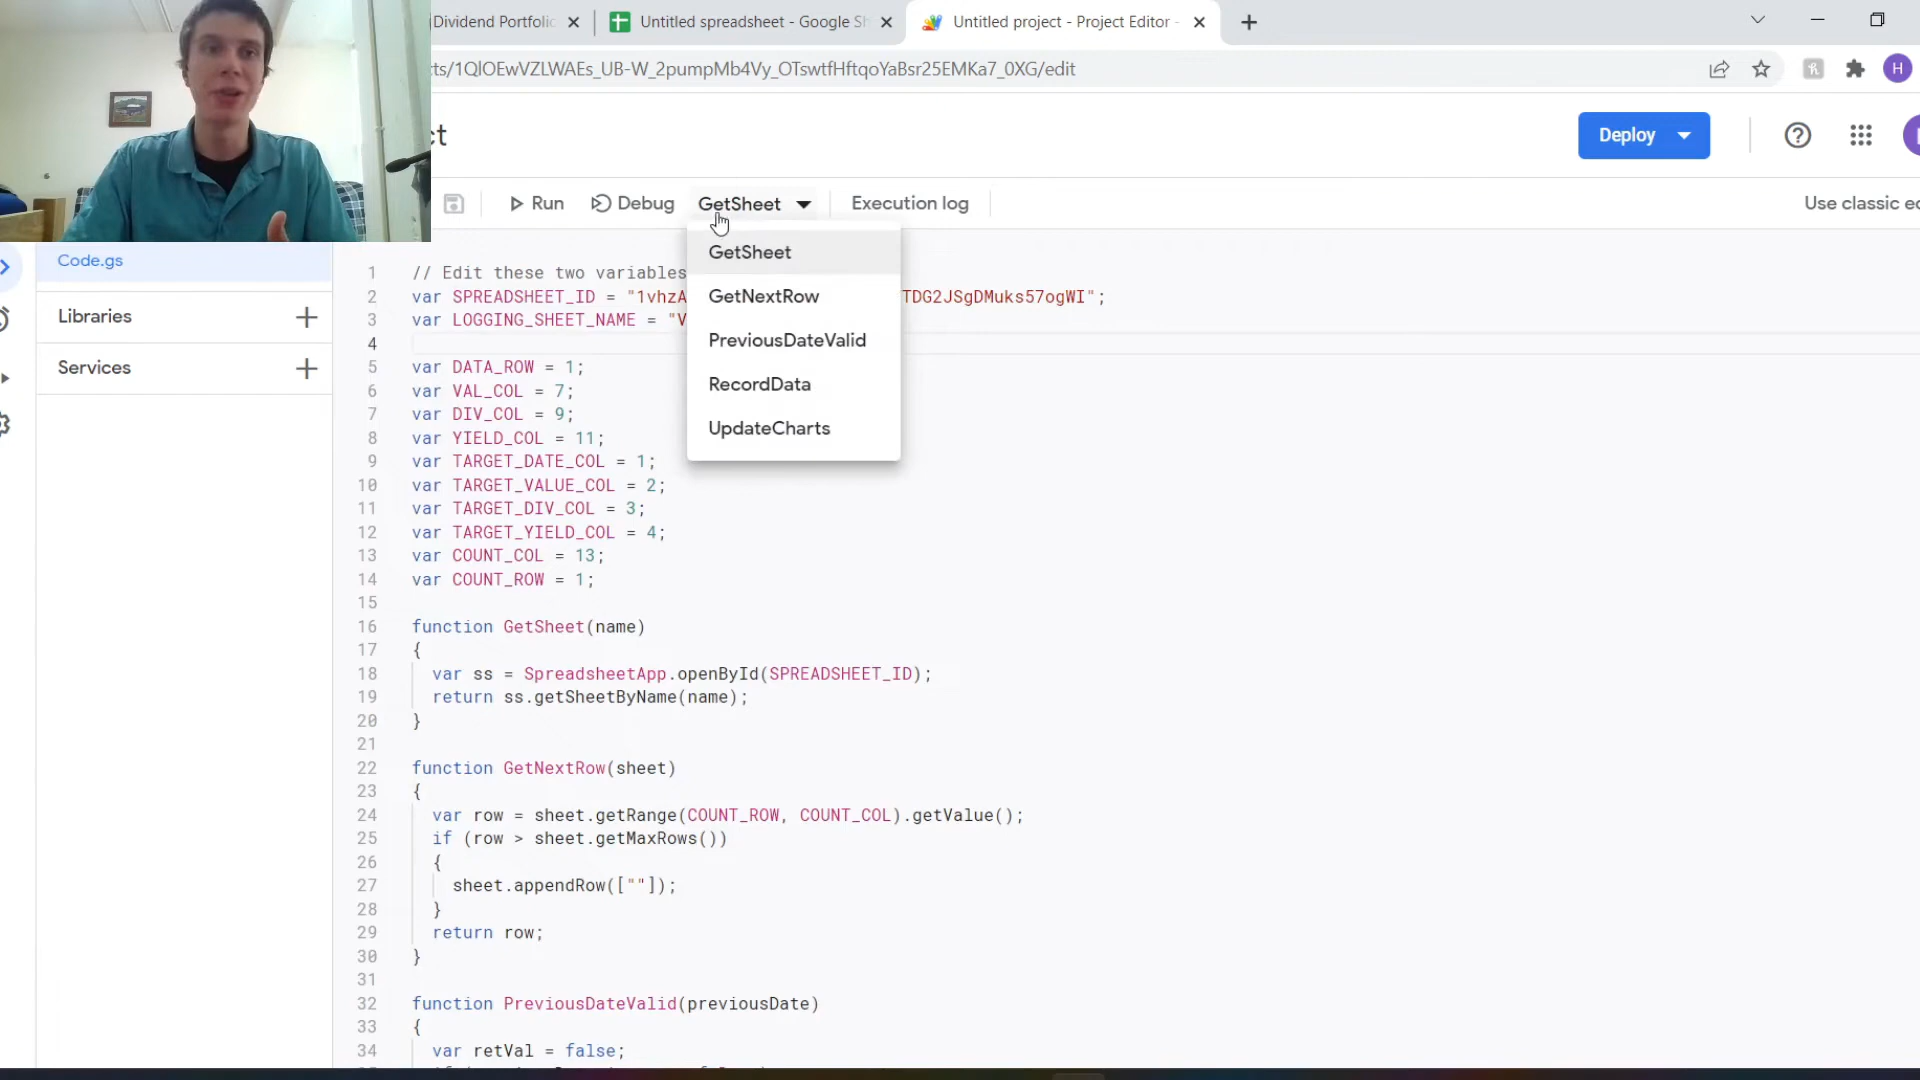 Dividend Portfolio
Untitled spreadsheet - Google Sh
Untitled project - Project Editor -
cts/1QlOEwVZLWAEs_UB-W_2pumpMb4Vy_OTswtfHftqoYaBsr25EMKa7_0XG/edit
H
ct
Deploy
Run
Debug
GetSheet
Execution log
Use classic ed
GetSheet
GetNextRow
PreviousDateValid
RecordData
UpdateCharts
Code.gs
Libraries
Services
1 // Edit these two variables
2 var SPREADSHEET_ID = "1vhzA TDG2JSgDMuks57ogWI";
3 var LOGGING_SHEET_NAME = "V
4
5 var DATA_ROW = 1;
6 var VAL_COL = 7;
7 var DIV_COL = 9;
8 var YIELD_COL = 11;
9 var TARGET_DATE_COL = 1;
10 var TARGET_VALUE_COL = 2;
11 var TARGET_DIV_COL = 3;
12 var TARGET_YIELD_COL = 4;
13 var COUNT_COL = 13;
14 var COUNT_ROW = 1;
15
16 function GetSheet(name)
17 {
18 var ss = SpreadsheetApp.openById(SPREADSHEET_ID);
19 return ss.getSheetByName(name);
20 }
21
22 function GetNextRow(sheet)
23 {
24 var row = sheet.getRange(COUNT_ROW, COUNT_COL).getValue();
25 if (row > sheet.getMaxRows())
26 {
27 sheet.appendRow([""]);
28 }
29 return row;
30 }
31
32 function PreviousDateValid(previousDate)
33 {
34 var retVal = false;